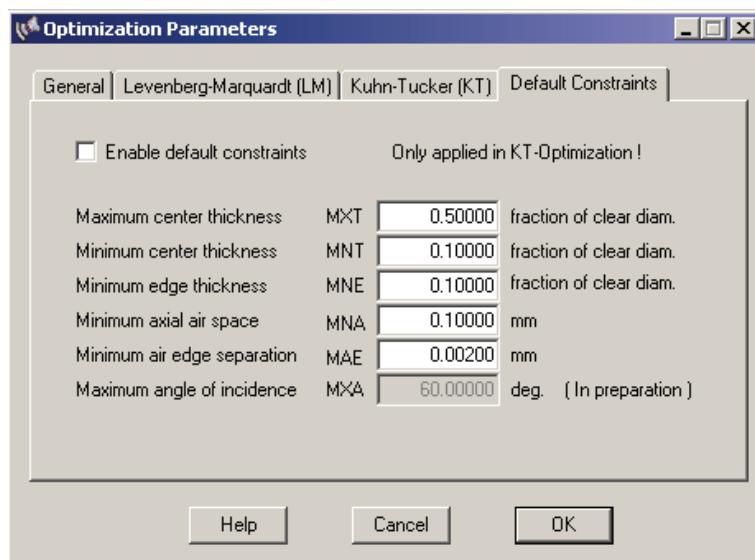 Optimization Parameters
General Levenberg-Marquardt (LM) Kuhn-Tucker (KT) Default Constraints
Enable default constraints Only applied in KT-Optimization !
Maximum center thickness MXT 0.50000 fraction of clear diam.
Minimum center thickness MNT 0.10000 fraction of clear diam.
Minimum edge thickness MNE 0.10000 fraction of clear diam.
Minimum axial air space MNA 0.10000 mm
Minimum air edge separation MAE 0.00200 mm
Maximum angle of incidence MXA 60.00000 deg. ( In preparation )
Help Cancel OK